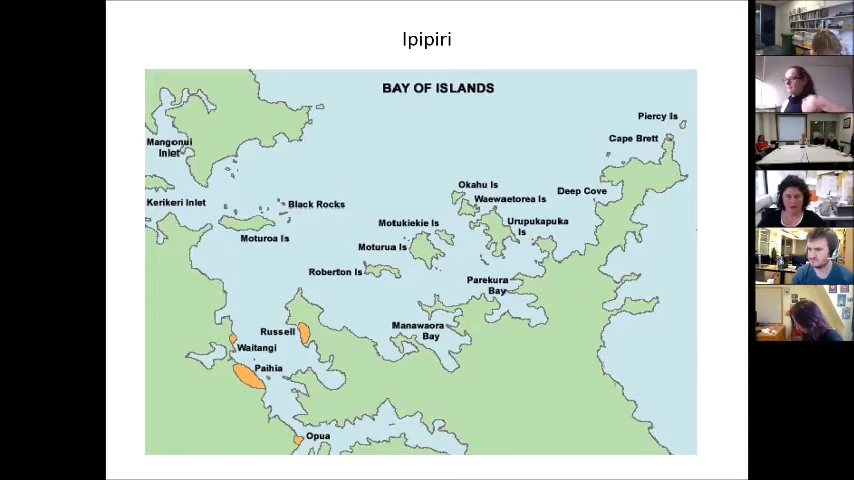 Ipipiri
BAY OF ISLANDS
Piercy Is
Cape Brett
Mangonui
Inlet
Okahu Is
Deep Cove
Waewaetorea Is
Kerikeri Inlet
Black Rocks
Motukiekie Is
Urupukapuka
Is
Moturoa Is
Moturua Is
Roberton Is
Parekura
Bay
Russell
Manawaora
Bay
Waitangi
Paihia
Opua